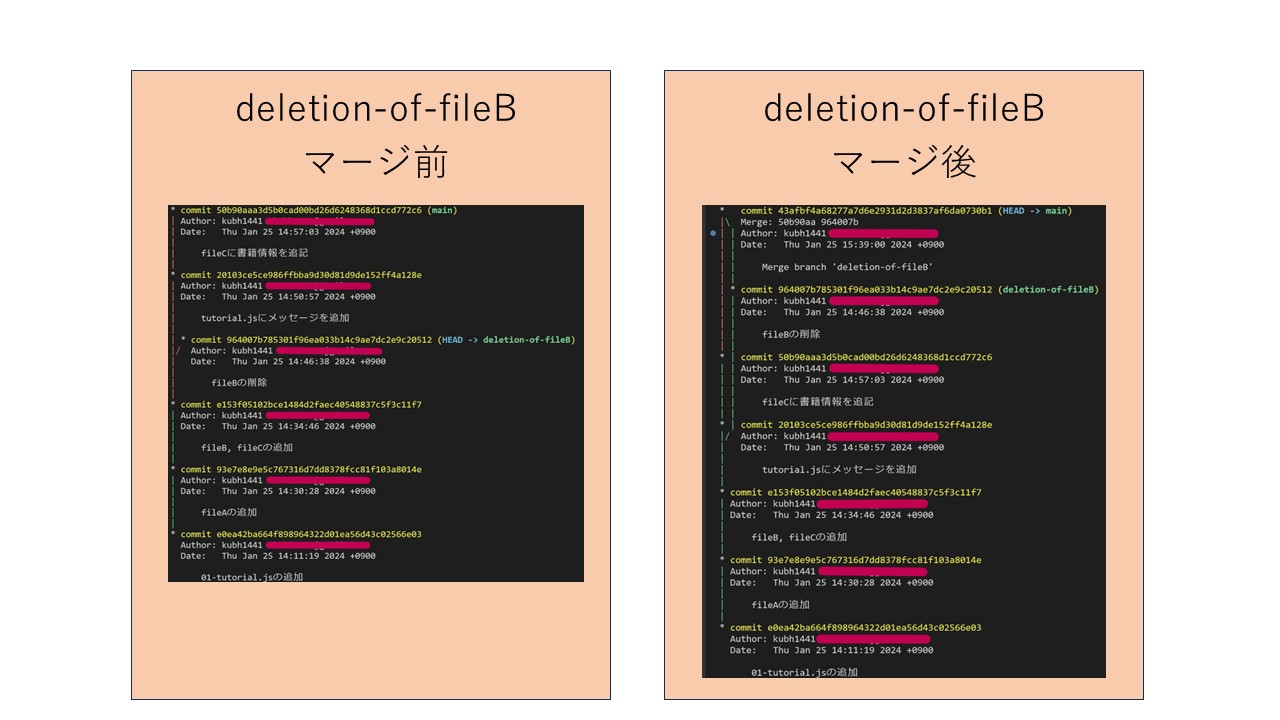 deletion-of-fileB
マージ前
* commit 50b90aaa3d5b0cad00bd26d6248368d1ccd772c6 (main)
| Author: kubh1441
| Date:   Thu Jan 25 14:57:03 2024 +0900
|
|     fileCに書籍情報を追記
|
* commit 20103ce5ce986ffbba9d30d81d9de152ff4a128e
| Author: kubh1441
| Date:   Thu Jan 25 14:50:57 2024 +0900
|
|     tutorial.jsにメッセージを追加
|
| * commit 964007b785301f96ea033b14c9ae7dc2e9c20512 (HEAD -> deletion-of-fileB)
|/  Author: kubh1441
|   Date:   Thu Jan 25 14:46:38 2024 +0900
|
|       fileBの削除
|
* commit e153f05102bce1484d2faec40548837c5f3c11f7
| Author: kubh1441
| Date:   Thu Jan 25 14:34:46 2024 +0900
|
|     fileB, fileCの追加
|
* commit 93e7e8e9e5c767316d7dd8378fcc81f103a8014e
| Author: kubh1441
| Date:   Thu Jan 25 14:30:28 2024 +0900
|
|     fileAの追加
|
* commit e0ea42ba664f898964322d01ea56d43c02566e03
  Author: kubh1441
  Date:   Thu Jan 25 14:11:19 2024 +0900
      01-tutorial.jsの追加
deletion-of-fileB
マージ後
*   commit 43afbf4a68277a7d6e2931d2d3837af6da0730b1 (HEAD -> main)
|\  Merge: 50b90aa 964007b
| | Author: kubh1441
| | Date:   Thu Jan 25 15:39:00 2024 +0900
| |
| |     Merge branch 'deletion-of-fileB'
| |
| * commit 964007b785301f96ea033b14c9ae7dc2e9c20512 (deletion-of-fileB)
| | Author: kubh1441
| | Date:   Thu Jan 25 14:46:38 2024 +0900
| |
| |     fileBの削除
| |
* | commit 50b90aaa3d5b0cad00bd26d6248368d1ccd772c6
| | Author: kubh1441
| | Date:   Thu Jan 25 14:57:03 2024 +0900
| |
| |     fileCに書籍情報を追記
| |
* | commit 20103ce5ce986ffbba9d30d81d9de152ff4a128e
|/  Author: kubh1441
|   Date:   Thu Jan 25 14:50:57 2024 +0900
|
|       tutorial.jsにメッセージを追加
|
* commit e153f05102bce1484d2faec40548837c5f3c11f7
| Author: kubh1441
| Date:   Thu Jan 25 14:34:46 2024 +0900
|
|     fileB, fileCの追加
|
* commit 93e7e8e9e5c767316d7dd8378fcc81f103a8014e
| Author: kubh1441
| Date:   Thu Jan 25 14:30:28 2024 +0900
|
|     fileAの追加
|
* commit e0ea42ba664f898964322d01ea56d43c02566e03
  Author: kubh1441
  Date:   Thu Jan 25 14:11:19 2024 +0900
      01-tutorial.jsの追加